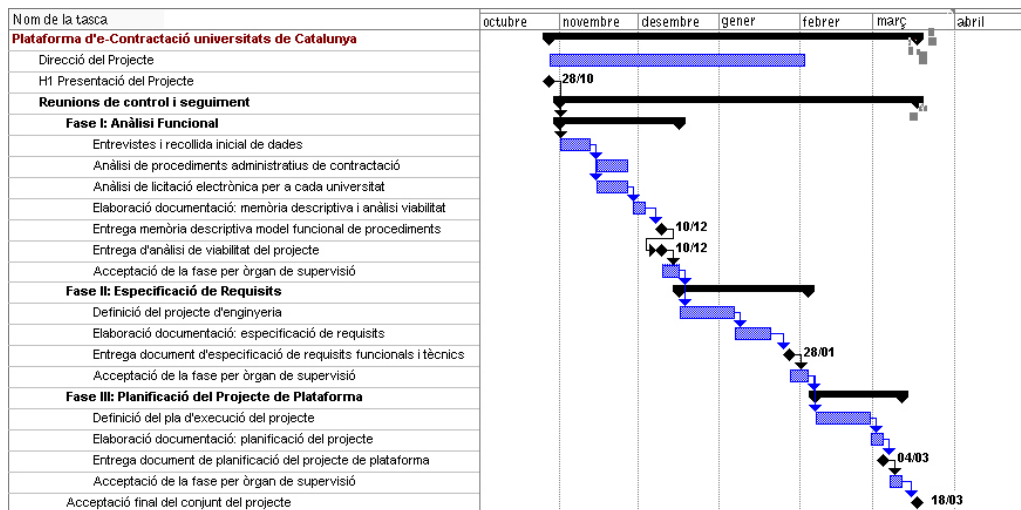 Nom de la tasca octubre novembre desembre gener febrer març abril
Plataforma d'e-Contractació universitats de Catalunya
Direcció del Projecte
H1 Presentació del Projecte 28/10
Reunions de control i seguiment
Fase I: Anàlisi Funcional
Entrevistes i recollida inicial de dades
Anàlisi de procediments administratius de contractació
Anàlisi de licitació electrònica per a cada universitat
Elaboració documentació: memòria descriptiva i anàlisi viabilitat
Entrega memòria descriptiva model funcional de procediments 10/12
Entrega d'anàlisi de viabilitat del projecte 10/12
Acceptació de la fase per òrgan de supervisió
Fase II: Especificació de Requisits
Definició del projecte d'enginyeria
Elaboració documentació: especificació de requisits
Entrega document d'especificació de requisits funcionals i tècnics 28/01
Acceptació de la fase per òrgan de supervisió
Fase III: Planificació del Projecte de Plataforma
Definició del pla d'execució del projecte
Elaboració documentació: planificació del projecte
Entrega document de planificació del projecte de plataforma 04/03
Acceptació de la fase per òrgan de supervisió
Acceptació final del conjunt del projecte 18/03